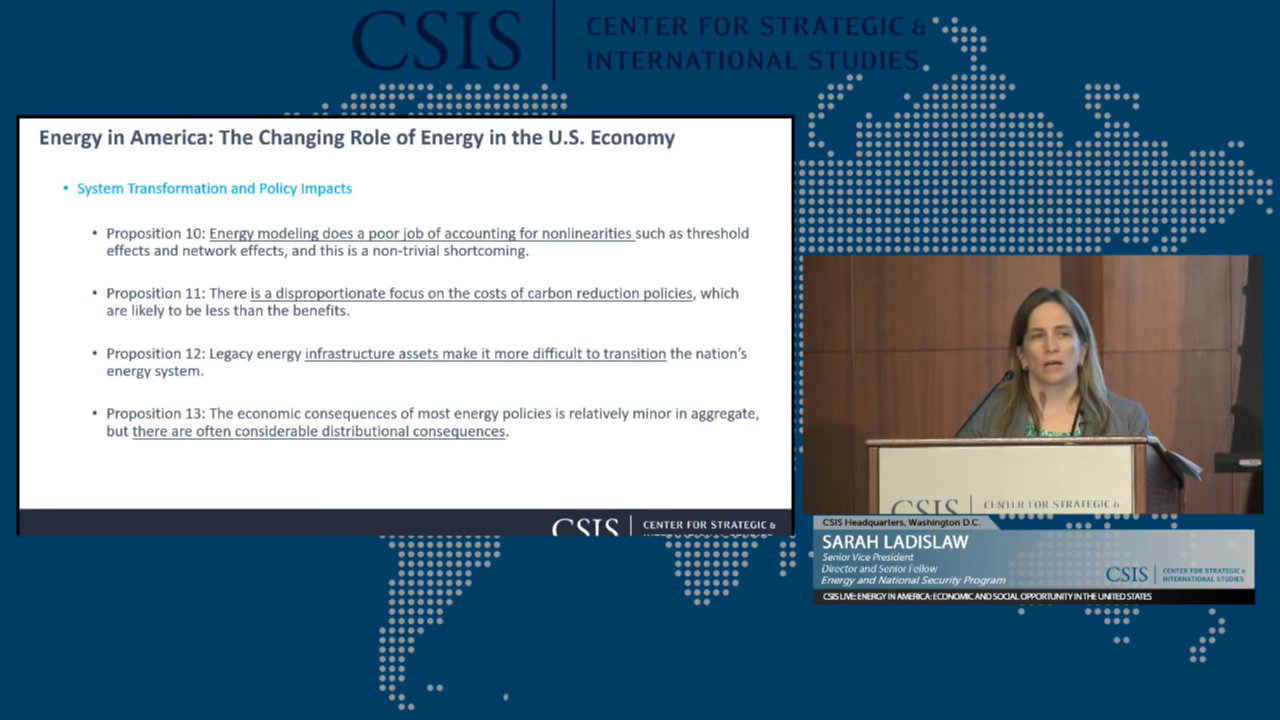 CSIS
CENTER FOR STRATEGIC &
INTERNATIONAL STUDIES
Energy in America: The Changing Role of Energy in the U.S. Economy
• System Transformation and Policy Impacts
• Proposition 10: Energy modeling does a poor job of accounting for nonlinearities such as threshold
effects and network effects, and this is a non-trivial shortcoming.
• Proposition 11: There is a disproportionate focus on the costs of carbon reduction policies, which
are likely to be less than the benefits.
• Proposition 12: Legacy energy infrastructure assets make it more difficult to transition the nation's
energy system.
• Proposition 13: The economic consequences of most energy policies is relatively minor in aggregate,
but there are often considerable distributional consequences.
CSIS
CENTER FOR STRATEGIC &
CSIS
CENTER FOR STRATEGIC &
CSIS Headquarters, Washington D.C.
SARAH LADISLAW
Senior Vice President
Director and Senior Fellow
Energy and National Security Program
CSIS
CENTER FOR STRATEGIC &
INTERNATIONAL STUDIES
CSIS LIVE: ENERGY IN AMERICA: ECONOMIC AND SOCIAL OPPORTUNITY IN THE UNITED STATES